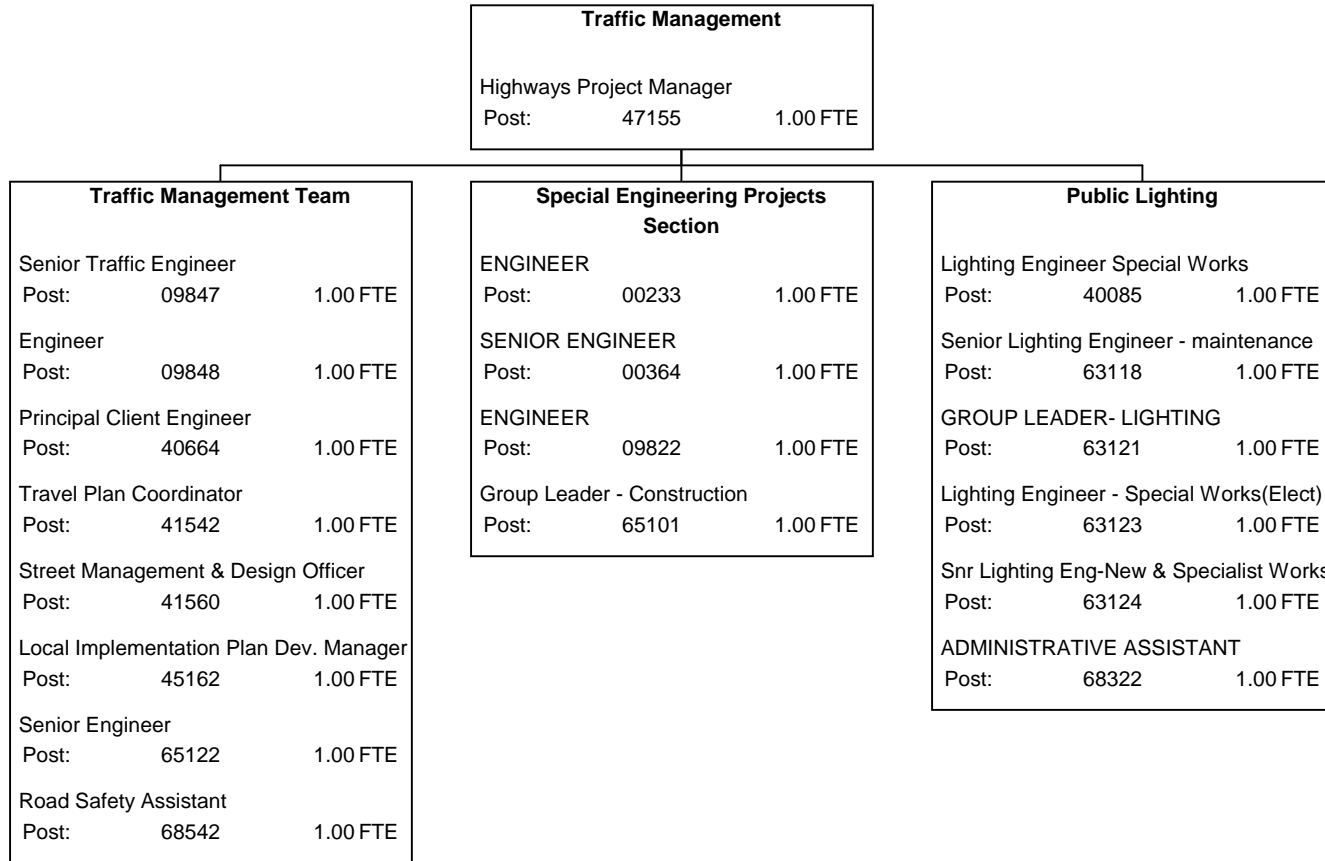 Traffic Management
Highways Project Manager
Post: 47155 1.00 FTE
Traffic Management Team
Senior Traffic Engineer
Post: 09847 1.00 FTE
Engineer
Post: 09848 1.00 FTE
Principal Client Engineer
Post: 40664 1.00 FTE
Travel Plan Coordinator
Post: 41542 1.00 FTE
Street Management & Design Officer
Post: 41560 1.00 FTE
Local Implementation Plan Dev. Manager
Post: 45162 1.00 FTE
Senior Engineer
Post: 65122 1.00 FTE
Road Safety Assistant
Post: 68542 1.00 FTE
Special Engineering Projects
Section
ENGINEER
Post: 00233 1.00 FTE
SENIOR ENGINEER
Post: 00364 1.00 FTE
ENGINEER
Post: 09822 1.00 FTE
Group Leader - Construction
Post: 65101 1.00 FTE
Public Lighting
Lighting Engineer Special Works
Post: 40085 1.00 FTE
Senior Lighting Engineer - maintenance
Post: 63118 1.00 FTE
GROUP LEADER- LIGHTING
Post: 63121 1.00 FTE
Lighting Engineer - Special Works(Elect)
Post: 63123 1.00 FTE
Snr Lighting Eng-New & Specialist Works
Post: 63124 1.00 FTE
ADMINISTRATIVE ASSISTANT
Post: 68322 1.00 FTE